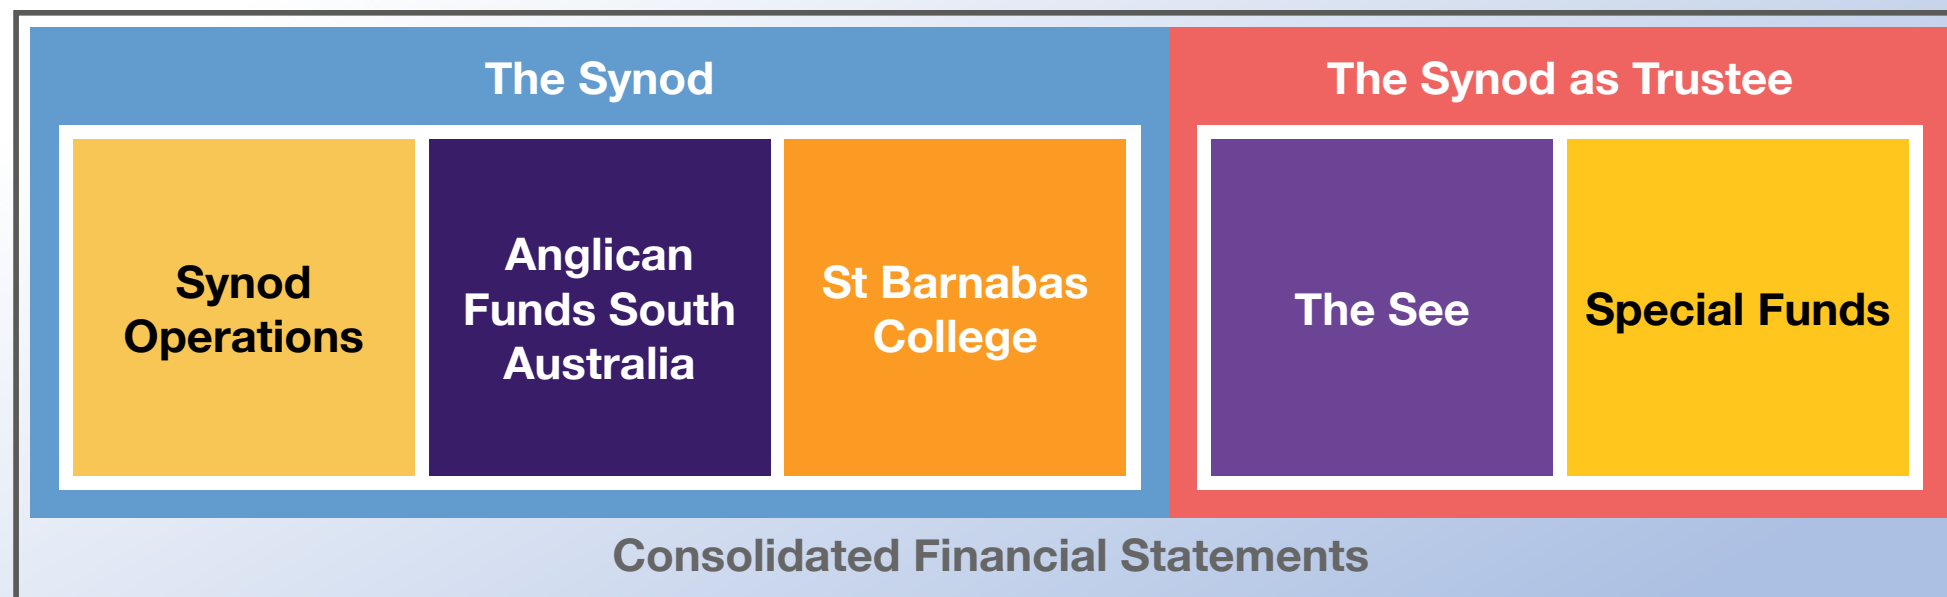 The Synod
Synod
Operations
Anglican
Funds South
Australia
St Barnabas
College
The Synod as Trustee
The See
Special Funds
Consolidated Financial Statements